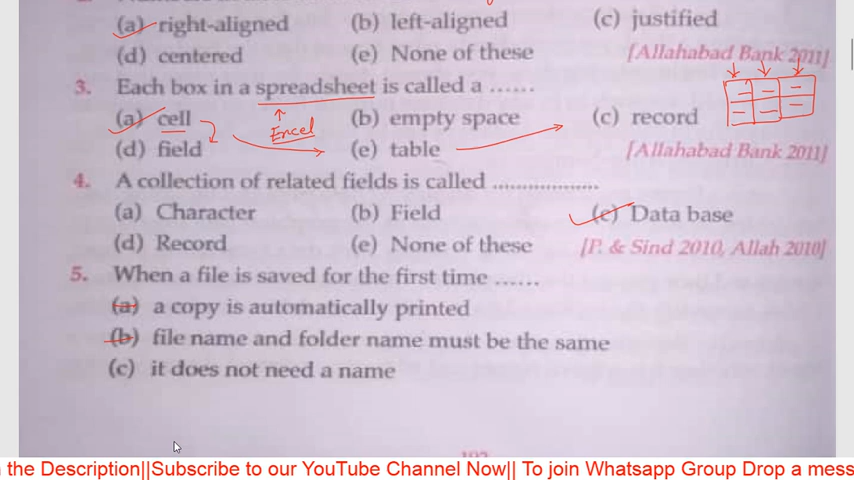 (a) right-aligned (b) left-aligned (c) justified
(d) centered (e) None of these [Allahabad Bank 2011]
3. Each box in a spreadsheet is called a ......
(a) cell (b) empty space (c) record
Excel
(d) field (e) table [Allahabad Bank 2011]
4. A collection of related fields is called ...................
(a) Character (b) Field (c) Data base
(d) Record (e) None of these [P. & Sind 2010, Allah 2010]
5. When a file is saved for the first time ......
(a) a copy is automatically printed
(b) file name and folder name must be the same
(c) it does not need a name
n the Description||Subscribe to our YouTube Channel Now|| To join Whatsapp Group Drop a mess